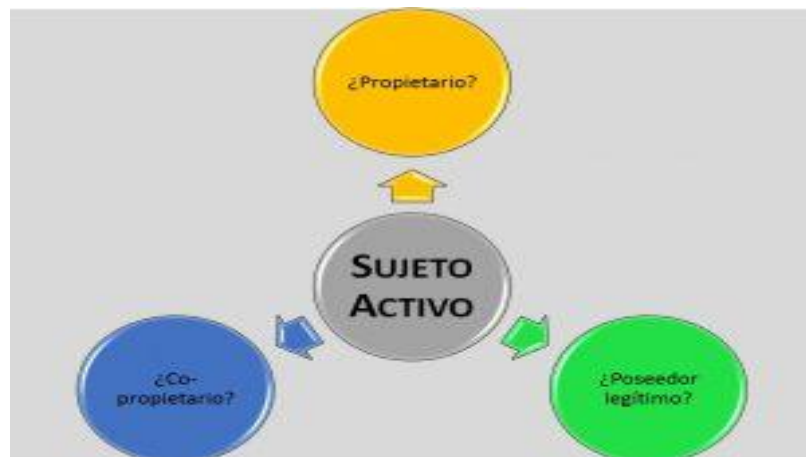 ¿Propietario?
SUJETO
ACTIVO
¿Co-
propietario?
¿Poseedor
legítimo?